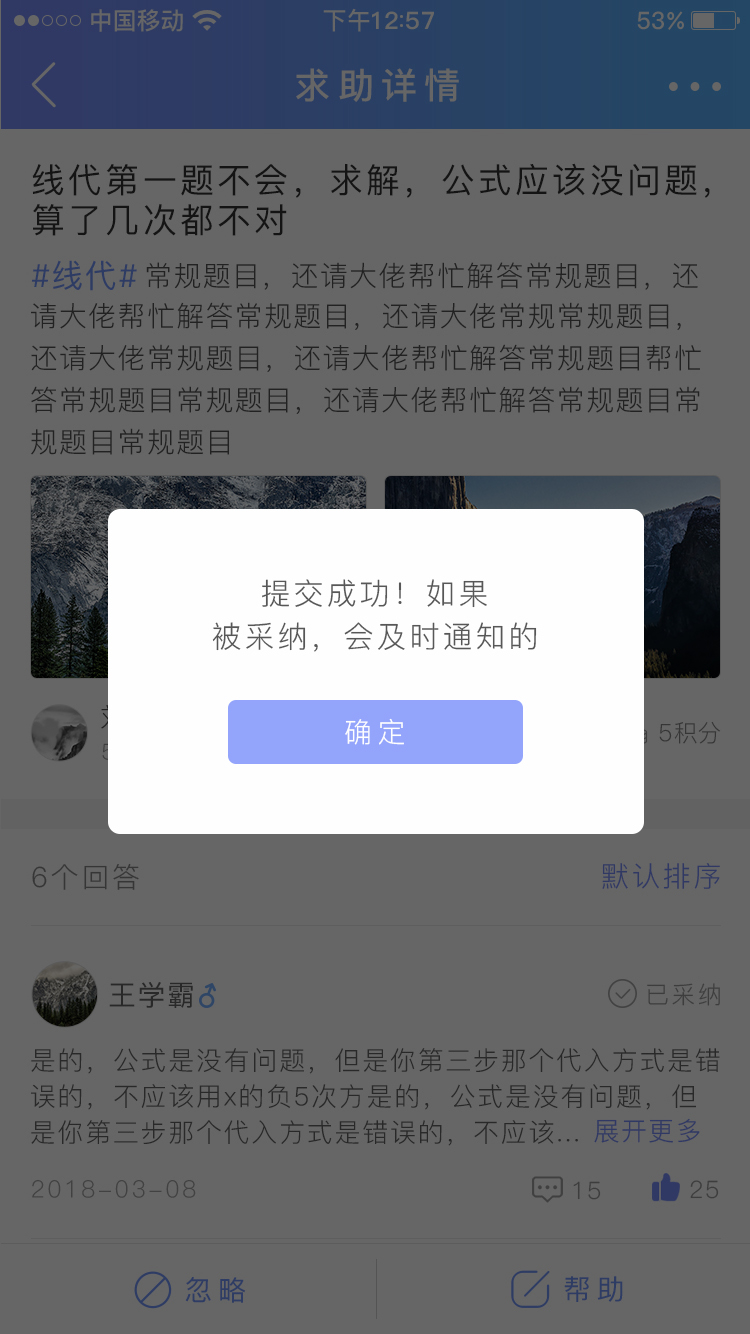 中国移动 下午12:57 53%
求助详情
线代第一题不会，求解，公式应该没问题，
算了几次都不对
#线代# 常规题目，还请大佬帮忙解答常规题目，还
请大佬帮忙解答常规题目，还请大佬常规常规题目，
还请大佬常规题目，还请大佬帮忙解答常规题目帮忙
答常规题目常规题目，还请大佬帮忙解答常规题目常
规题目常规题目
提交成功！如果
被采纳，会及时通知的
确定
5积分
6个回答 默认排序
王学霸 已采纳
是的，公式是没有问题，但是你第三步那个代入方式是错
误的，不应该用x的负5次方是的，公式是没有问题，但
是你第三步那个代入方式是错误的，不应该... 展开更多
2018-03-08 15 25
忽略 帮助